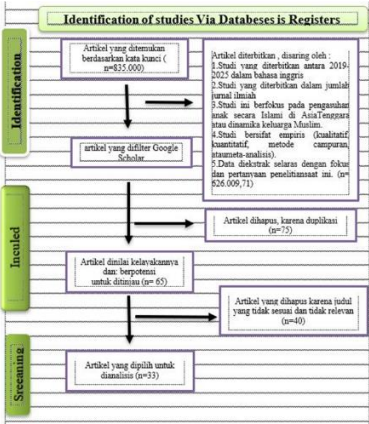 Identification of studies Via Databeses is Registers
Identification
Artikel yang ditemukan
berdasarkan kata kunci (
n=835.000)
Artikel diterbitkan , disaring oleh :
1.Studi yang diterbitkan antara 2019-
2025 dalam bahasa inggris
2.Studi yang diterbitkan dalam jumlah
jurnal ilmiah
3.Studi ini berfokus pada pengasuhan
anak secara Islami di AsiaTenggara
atau dinamika keluarga Muslim.
4.Studi bersifat empiris (kualitatif,
kuantitatif, metode campuran,
ataumeta-analisis).
5.Data diekstrak selaras dengan fokus
dan pertanyaan penelitiansaat ini. (n=
626.009,71)
artikel yang difilter Google
Scholar
Artikel dihapus, karena duplikasi
(n=75)
Inculed
Artikel dinilai kelayakannya
dan: berpotensi
untuk ditinjau (n= 65)
Artikel yang dihapus karena judul
yang tidak sesuai dan tidak relevan
(n=40)
Sreeaning
Artikel yang dipilih untuk
dianalisis (n=33)